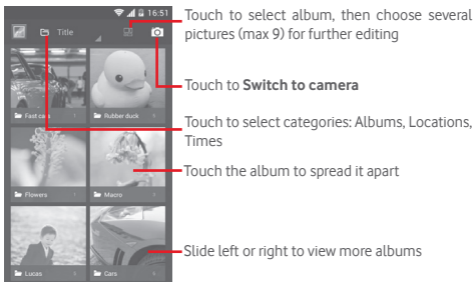 16:51
Title
Fast cars
Rubber duck
Flowers
Macro
Lucas
Cars
Touch to select album, then choose several
pictures (max 9) for further editing
Touch to Switch to camera
Touch to select categories: Albums, Locations,
Times
Touch the album to spread it apart
Slide left or right to view more albums